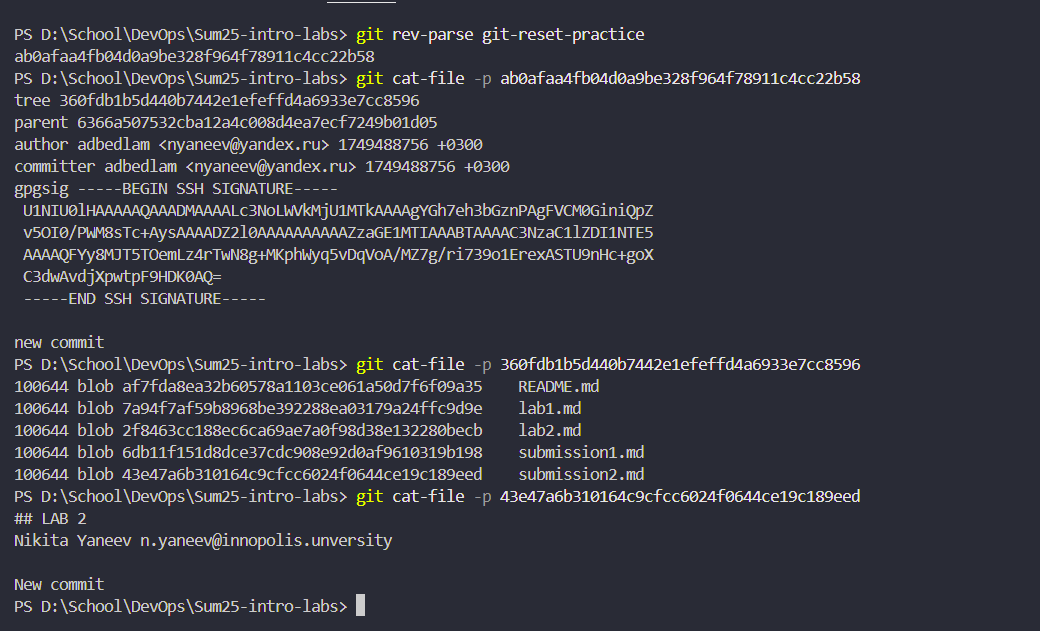 PS D:\School\DevOps\Sum25-intro-labs> git rev-parse git-reset-practice
ab0afaa4fb04d0a9be328f964f78911c4cc22b58
PS D:\School\DevOps\Sum25-intro-labs> git cat-file -p ab0afaa4fb04d0a9be328f964f78911c4cc22b58
tree 360fdb1b5d440b7442e1efeffd4a6933e7cc8596
parent 6366a507532cba12a4c008d4ea7ecf7249b01d05
author adbedlam <nyaneev@yandex.ru> 1749488756 +0300
committer adbedlam <nyaneev@yandex.ru> 1749488756 +0300
gpgsig -----BEGIN SSH SIGNATURE-----
U1NIU0lHAAAAAQAAADMAAAALc3NoLWVkMjU1MTkAAAAgYGh7eh3bGznPAgFVCM0GiniQpZ
v5OI0/PWM8sTc+AysAAAADZ2l0AAAAAAAAAAZzaGE1MTIAAABTAAAAC3NzaC1lZDI1NTE5
AAAAQFYy8MJT5TOemLz4rTwN8g+MKphWyq5vDqVoA/MZ7g/ri739o1ErexASTU9nHc+goX
C3dwAvdjXpwtpF9HDK0AQ=
-----END SSH SIGNATURE-----
new commit
PS D:\School\DevOps\Sum25-intro-labs> git cat-file -p 360fdb1b5d440b7442e1efeffd4a6933e7cc8596
100644 blob af7fda8ea32b60578a1103ce061a50d7f6f09a35 README.md
100644 blob 7a94f7af59b8968be392288ea03179a24ffc9d9e lab1.md
100644 blob 2f8463cc188ec6ca69ae7a0f98d38e132280becb lab2.md
100644 blob 6db11f151d8dce37cdc908e92d0af9610319b198 submission1.md
100644 blob 43e47a6b310164c9cfcc6024f0644ce19c189eed submission2.md
PS D:\School\DevOps\Sum25-intro-labs> git cat-file -p 43e47a6b310164c9cfcc6024f0644ce19c189eed
## LAB 2
Nikita Yaneev n.yaneev@innopolis.unversity
New commit
PS D:\School\DevOps\Sum25-intro-labs>